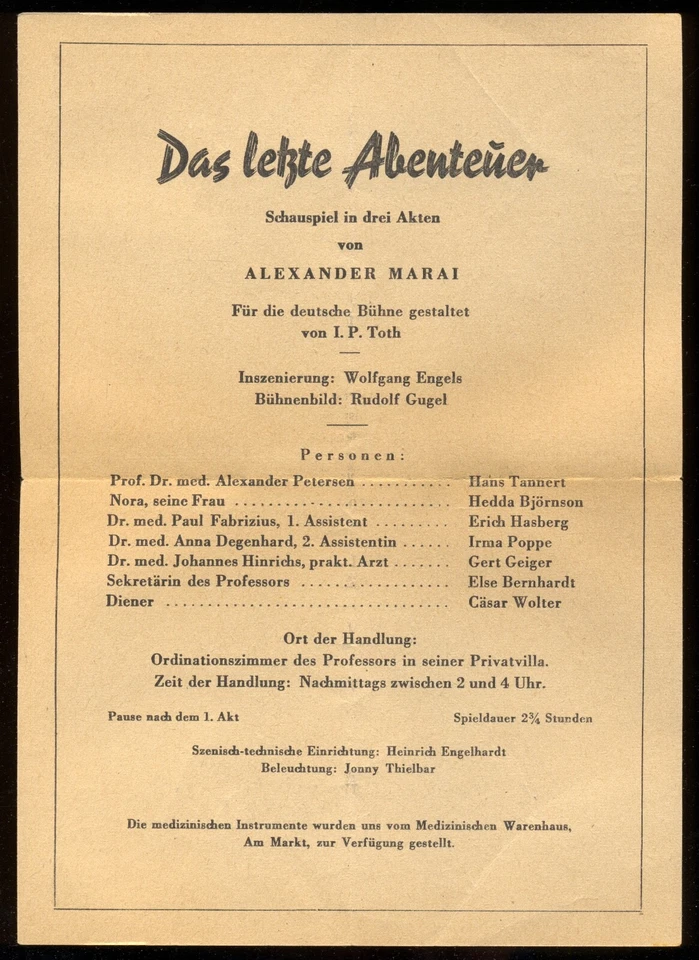 Das letzte Abenteuer
Schauspiel in drei Akten
von
ALEXANDER MARAI
Für die deutsche Bühne gestaltet
von I. P. Toth
Inszenierung: Wolfgang Engels
Bühnenbild: Rudolf Gugel
Personen:
Prof. Dr. med. Alexander Petersen .......... Hans Tannert
Nora, seine Frau ........................ Hedda Björnson
Dr. med. Paul Fabrizius, 1. Assistent ......... Erich Hasberg
Dr. med. Anna Degenhard, 2. Assistentin ...... Irma Poppe
Dr. med. Johannes Hinrichs, prakt. Arzt ....... Gert Geiger
Sekretärin des Professors .................. Else Bernhardt
Diener ................................ Cäsar Wolter
Ort der Handlung:
Ordinationszimmer des Professors in seiner Privatvilla.
Zeit der Handlung: Nachmittags zwischen 2 und 4 Uhr.
Pause nach dem 1. Akt Spieldauer 2¾ Stunden
Szenisch-technische Einrichtung: Heinrich Engelhardt
Beleuchtung: Jonny Thielbar
Die medizinischen Instrumente wurden uns vom Medizinischen Warenhaus,
Am Markt, zur Verfügung gestellt.